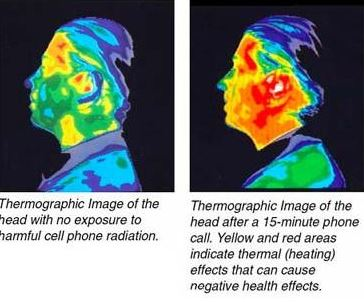 Thermographic Image of the
head with no exposure to
harmful cell phone radiation.
Thermographic Image of the
head after a 15-minute phone
call. Yellow and red areas
indicate thermal (heating)
effects that can cause
negative health effects.